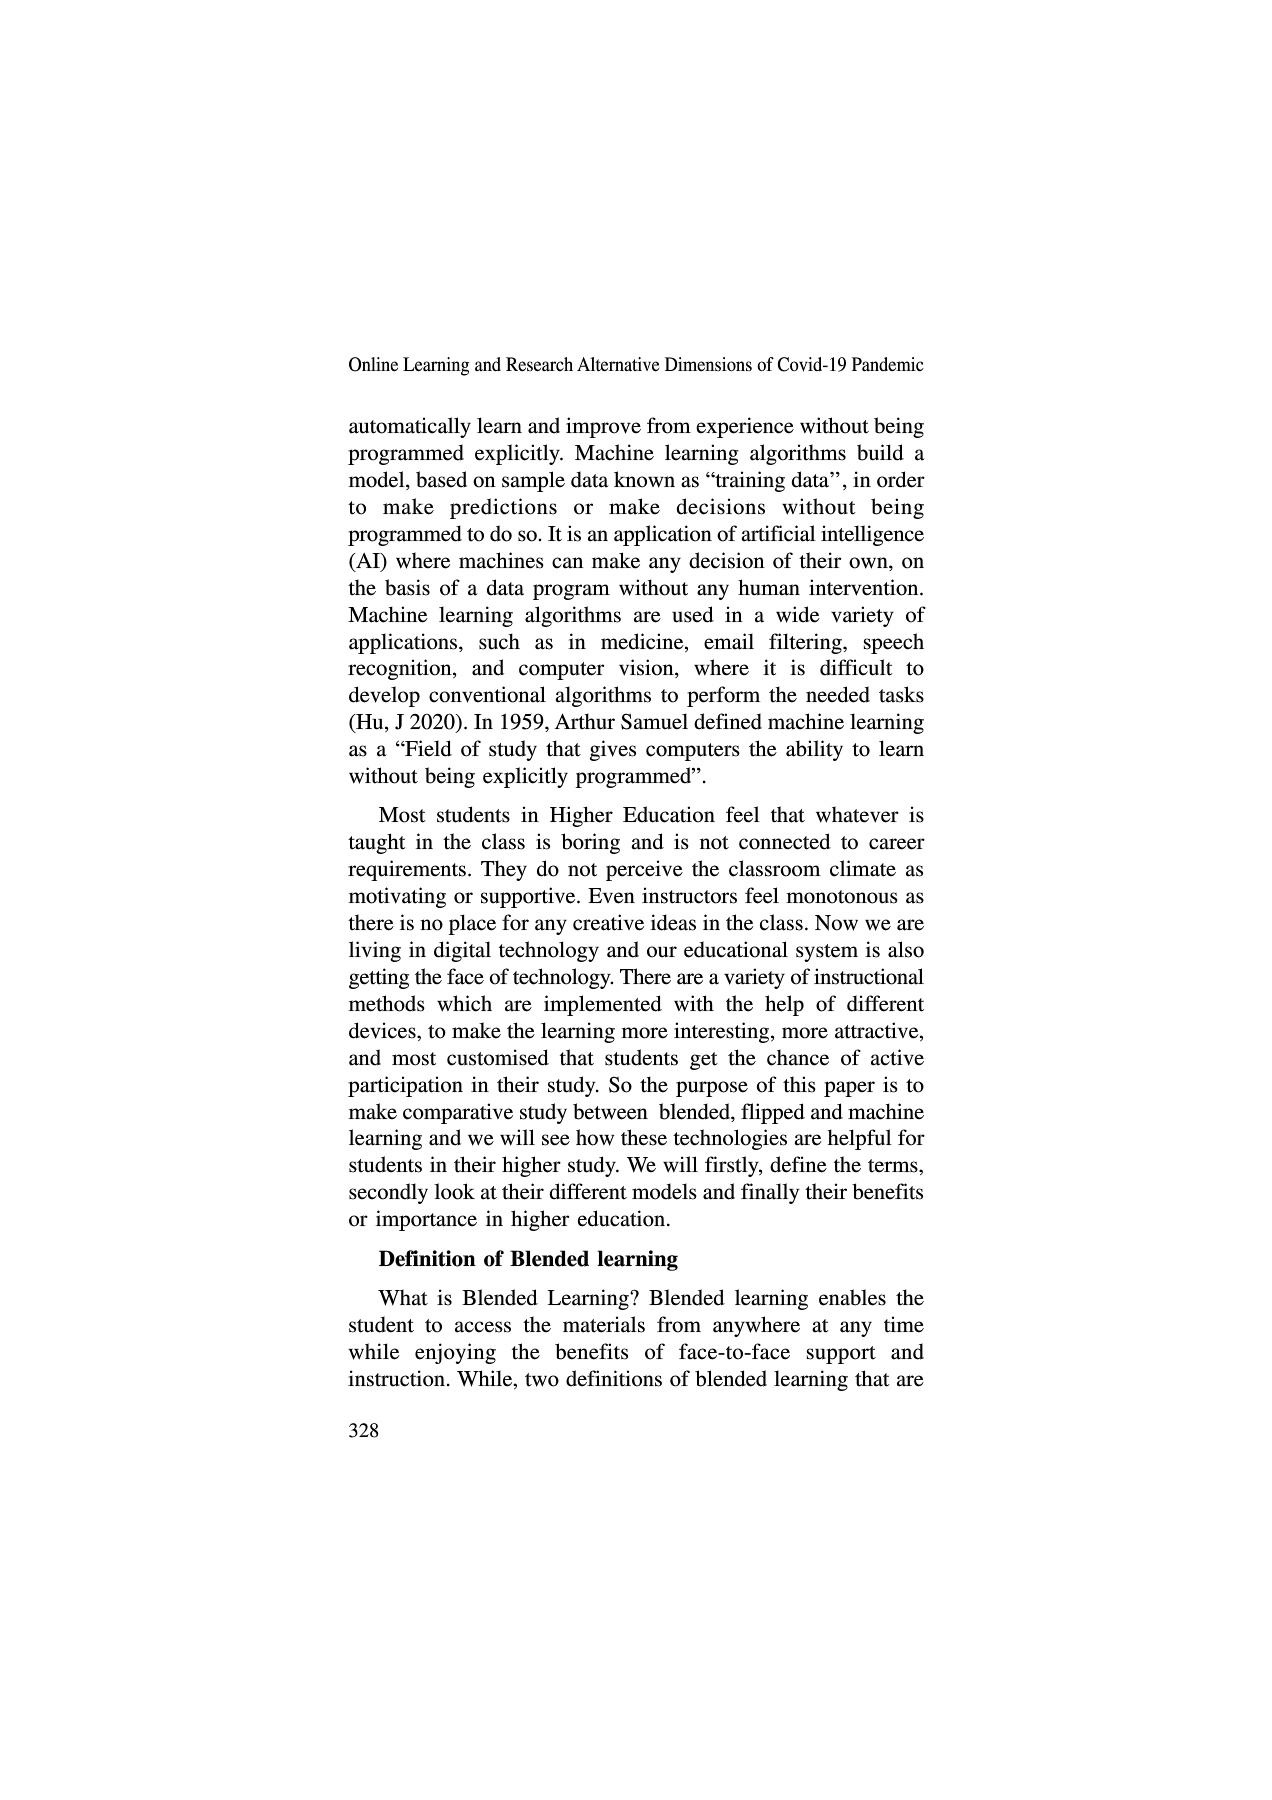 Online Learning and Research Alternative Dimensions of Covid-19 Pandemic
automatically learn and improve from experience without being
programmed explicitly. Machine learning algorithms build a
model, based on sample data known as “training data’’, in order
to make predictions or make decisions without being
programmed to do so. It is an application of artificial intelligence
(AI) where machines can make any decision of their own, on
the basis of a data program without any human intervention.
Machine learning algorithms are used in a wide variety of
applications, such as in medicine, email filtering, speech
recognition, and computer vision, where it is difficult to
develop conventional algorithms to perform the needed tasks
(Hu, J 2020). In 1959, Arthur Samuel defined machine learning
as a “Field of study that gives computers the ability to learn
without being explicitly programmed”.
Most students in Higher Education feel that whatever is
taught in the class is boring and is not connected to career
requirements. They do not perceive the classroom climate as
motivating or supportive. Even instructors feel monotonous as
there is no place for any creative ideas in the class. Now we are
living in digital technology and our educational system is also
getting the face of technology. There are a variety of instructional
methods which are implemented with the help of different
devices, to make the learning more interesting, more attractive,
and most customised that students get the chance of active
participation in their study. So the purpose of this paper is to
make comparative study between blended, flipped and machine
learning and we will see how these technologies are helpful for
students in their higher study. We will firstly, define the terms,
secondly look at their different models and finally their benefits
or importance in higher education.
Definition of Blended learning
What is Blended Learning? Blended learning enables the
student to access the materials from anywhere at any time
while enjoying the benefits of face-to-face support and
instruction. While, two definitions of blended learning that are
328